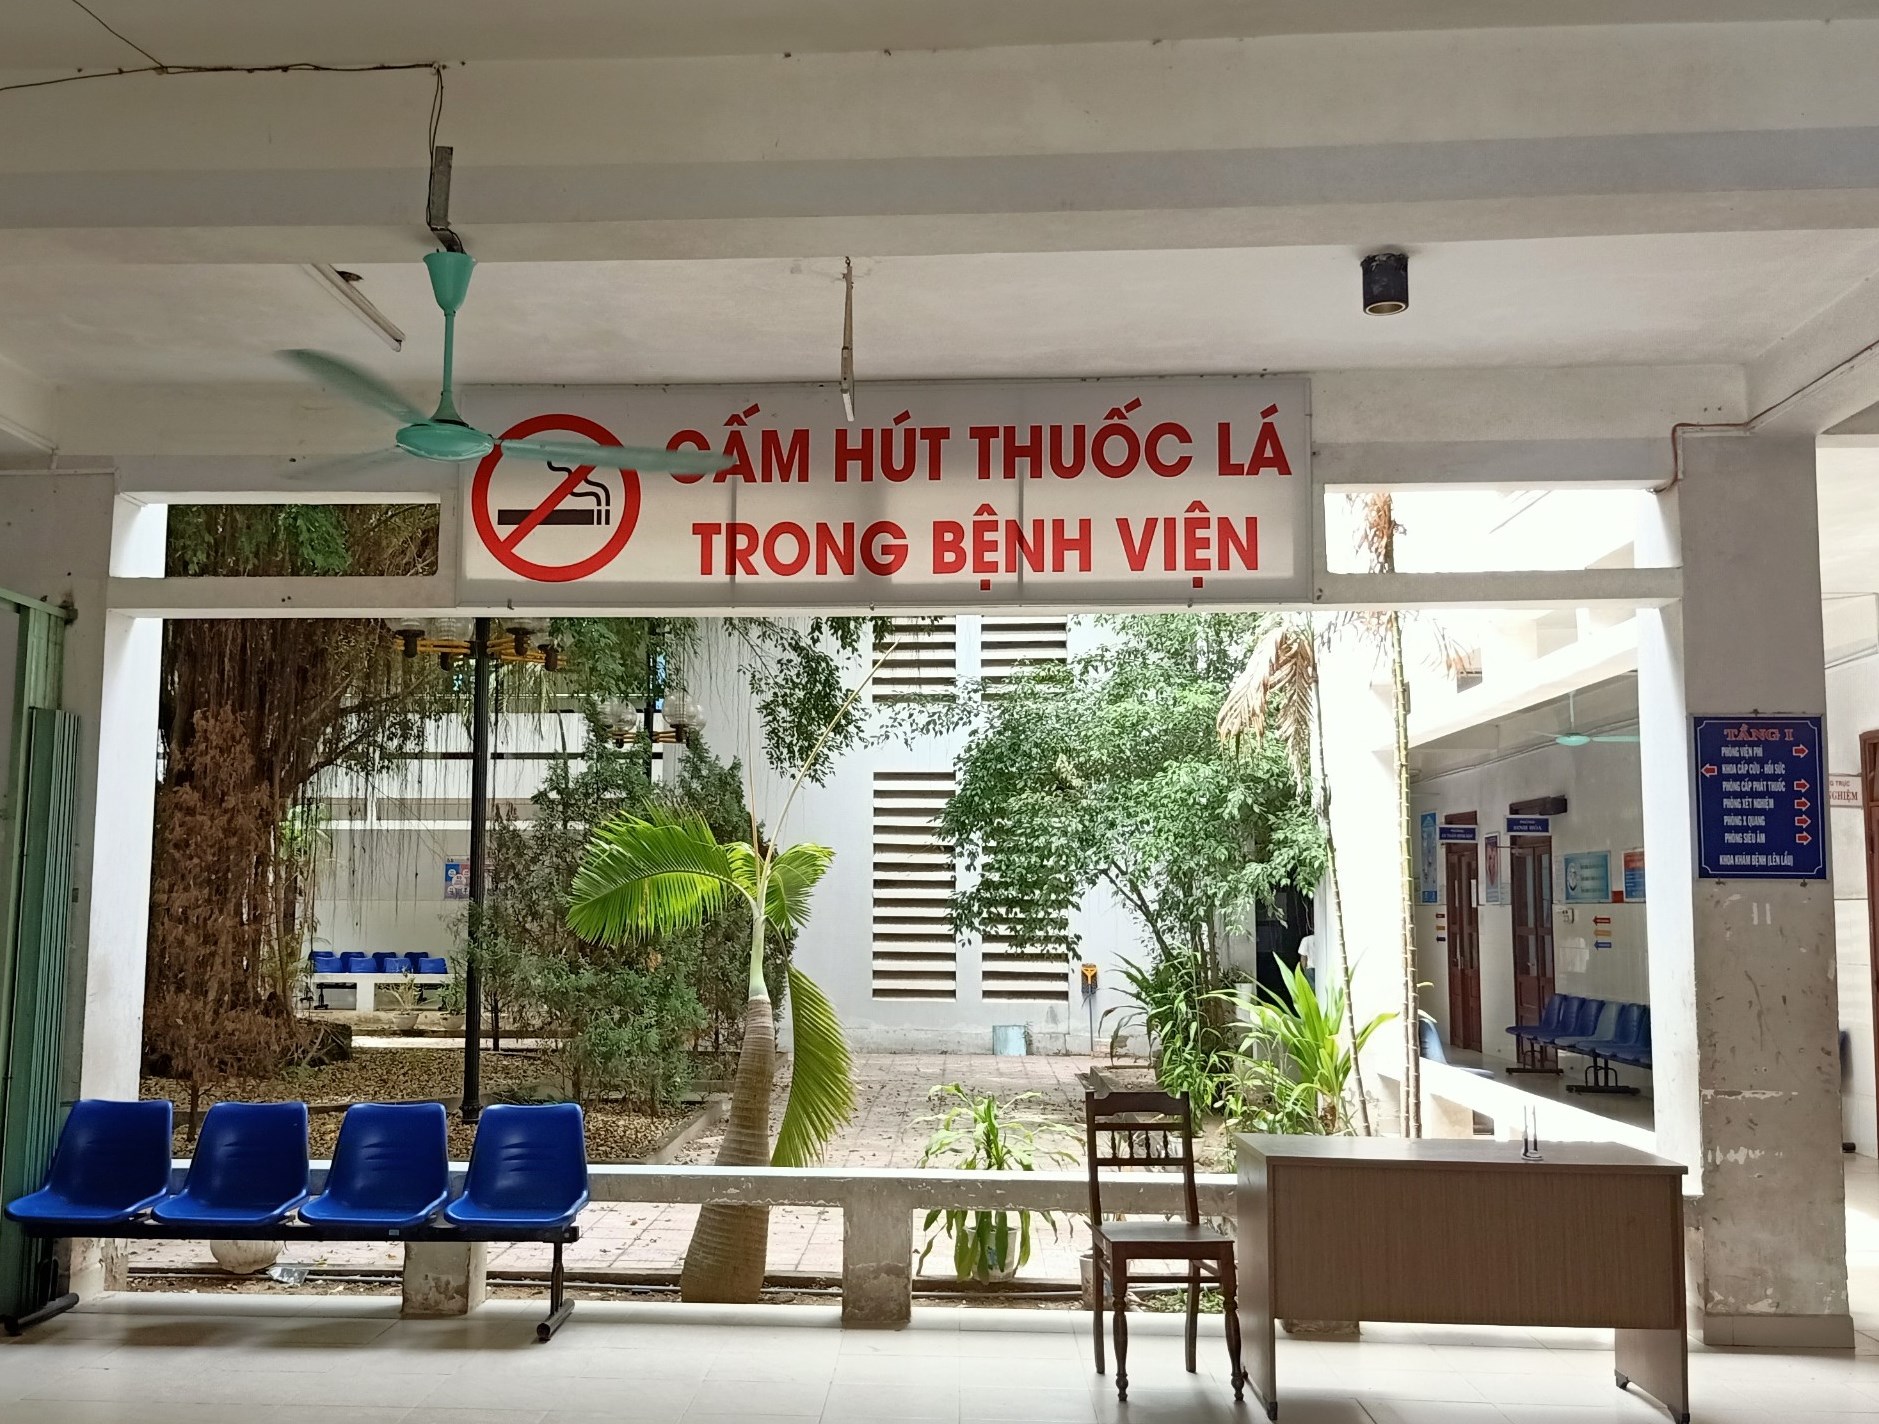 CẤM HÚT THUỐC LÁ
TRONG BỆNH VIỆN
TẦNG I
PHÒNG VIỆN PHÍ
KHOA CẤP CỨU - HỒI SỨC
PHÒNG CẤP PHÁT THUỐC
PHÒNG XÉT NGHIỆM
PHÒNG X QUANG
PHÒNG SIÊU ÂM
KHOA KHÁM BỆNH (LÊN LẦU)